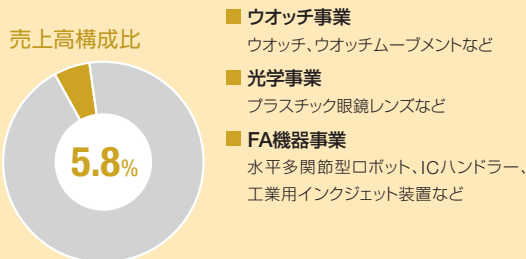 売上高構成比
5.8%
ウオッチ事業
ウオッチ、ウオッチムーブメントなど
光学事業
プラスチック眼鏡レンズなど
FA機器事業
水平多関節型ロボット、ICハンドラー、
工業用インクジェット装置など